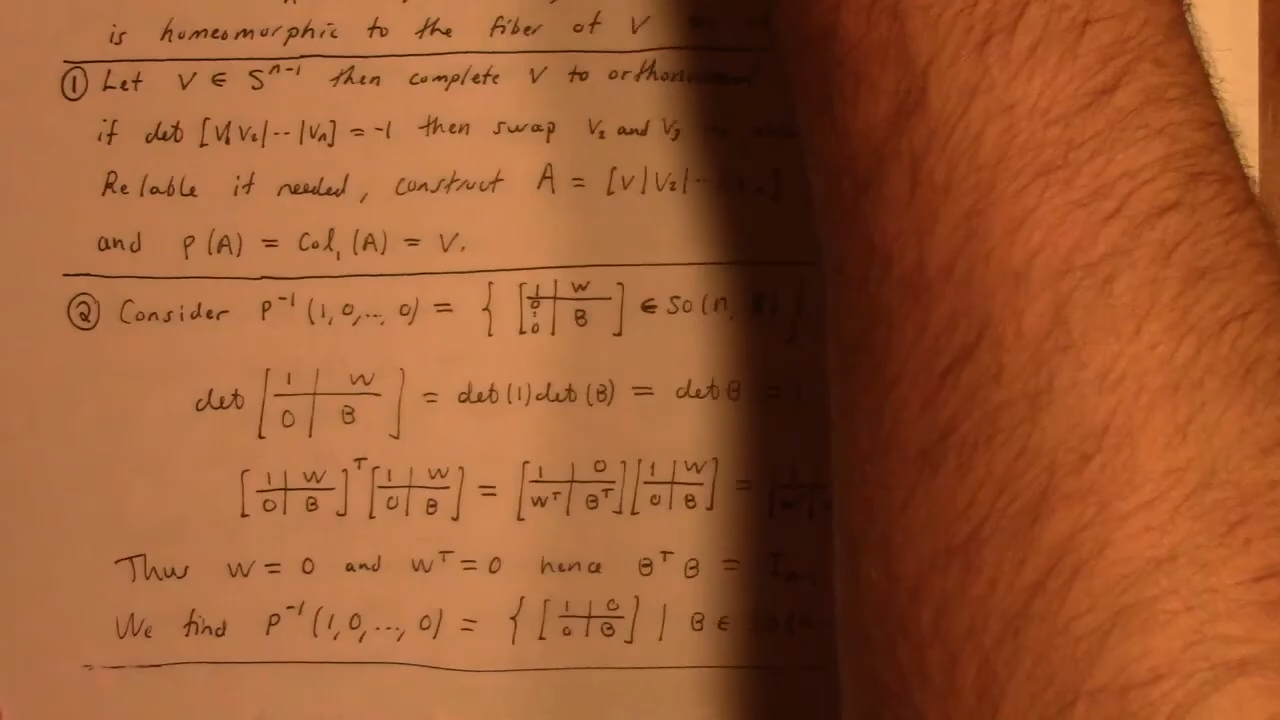 is homeomorphic to the fiber of V
① Let V ∈ S^{n-1} then complete V to
if det [V|V₂|--|Vₙ] = -1 then swap V₂ and V₃
Relable if needed, construct A = [V|V₂|--
and P(A) = Col₁(A) = V.
② Consider P⁻¹(1,0,..., 0) = { [1 | W / 0 ⋮ 0 | B] ∈ SO(n,
det [1 | W / 0 | B] = det(1)det(B) = det B =
[1 | W / 0 | B]^T [1 | W / 0 | B] = [1 | 0 / W^T | B^T] [1 | W / 0 | B] =
Thus W = 0 and W^T = 0 hence B^T B =
We find P⁻¹(1,0,...,0) = { [1 | 0 / 0 | B] | B ∈